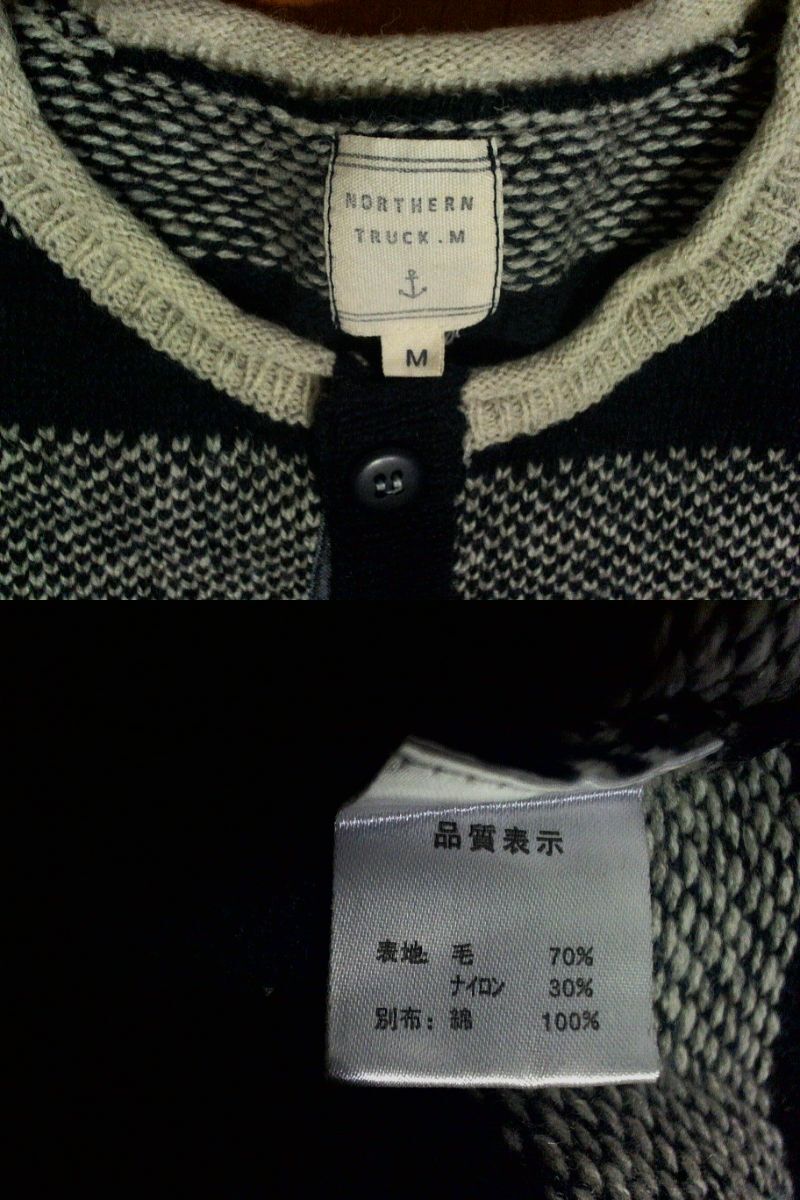 NORTHERN
TRUCK.M
M
品質表示
表地: 毛 70%
ナイロン 30%
別布: 綿 100%